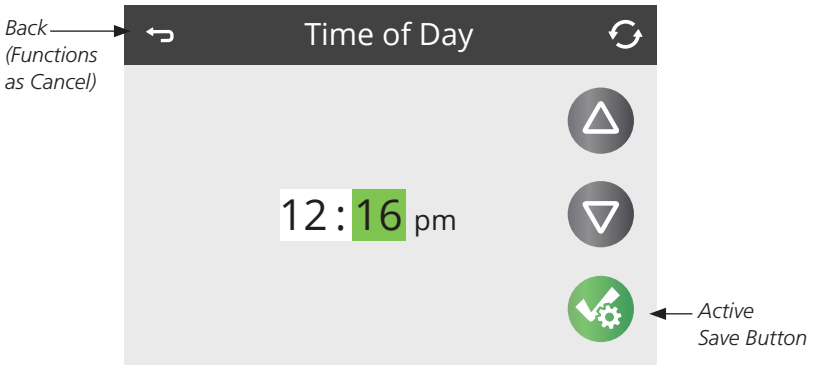 Back
(Functions
as Cancel)
Time of Day
12:16 pm
Active
Save Button